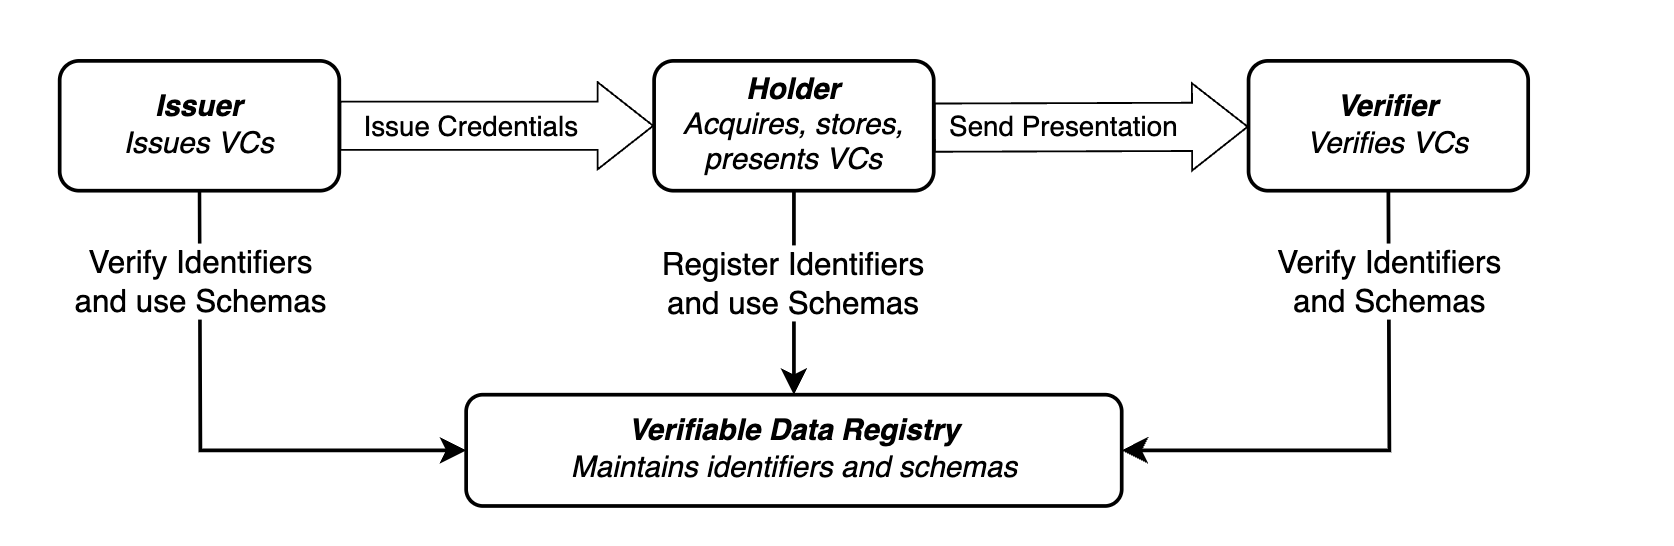 Issuer
Issues VCs
Issue Credentials
Holder
Acquires, stores,
presents VCs
Send Presentation
Verifier
Verifies VCs
Verify Identifiers
and use Schemas
Register Identifiers
and use Schemas
Verify Identifiers
and Schemas
Verifiable Data Registry
Maintains identifiers and schemas